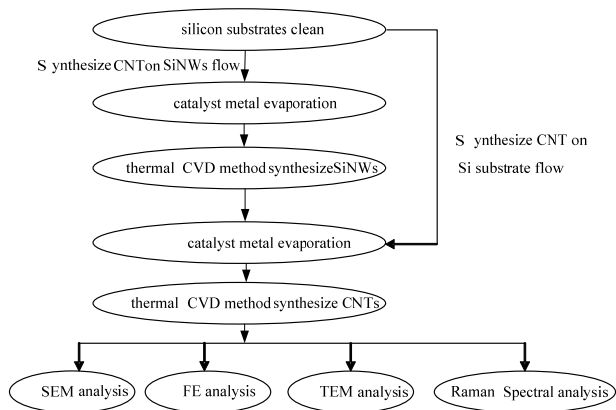 silicon substrates clean
S ynthesize CNTon SiNWs flow
catalyst metal evaporation
S ynthesize CNT on
Si substrate flow
thermal CVD method synthesizeSiNWs
catalyst metal evaporation
thermal CVD method synthesize CNTs
SEM analysis
FE analysis
TEM analysis
Raman Spectral analysis